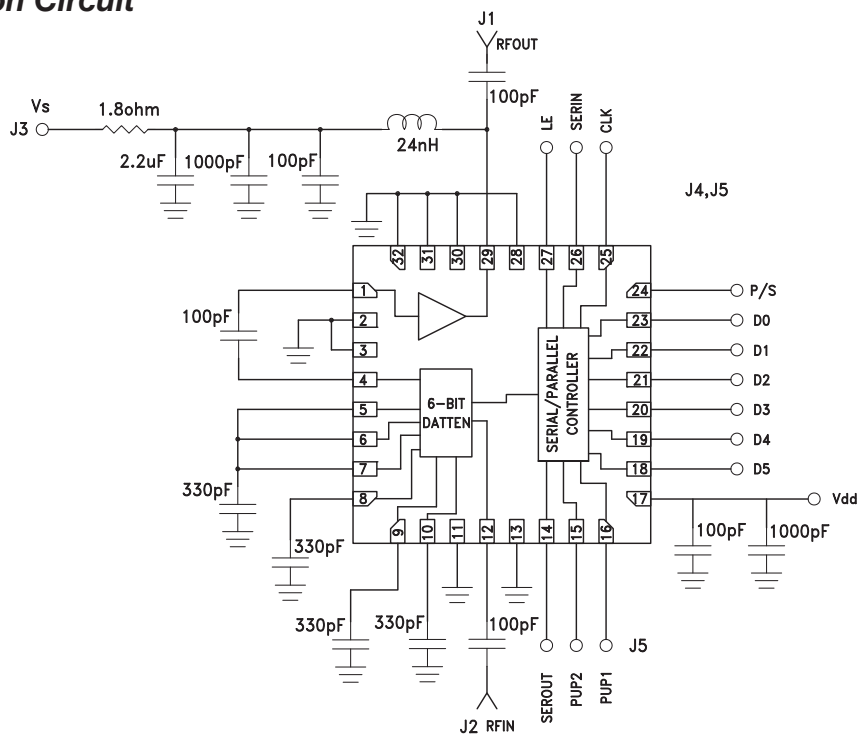 on Circuit
J1
RFOUT
100pF
Vs
J3
1.8ohm
24nH
2.2uF
1000pF
100pF
LE
SERIN
CLK
J4,J5
32
31
30
29
28
27
26
25
1
2
3
4
5
6
7
8
100pF
330pF
330pF
6-BIT
DATTEN
SERIAL/PARALLEL
CONTROLLER
24
23
22
21
20
19
18
17
P/S
D0
D1
D2
D3
D4
D5
Vdd
100pF
1000pF
9
10
11
12
13
14
15
16
330pF
330pF
100pF
J2 RFIN
SEROUT
PUP2
PUP1
J5